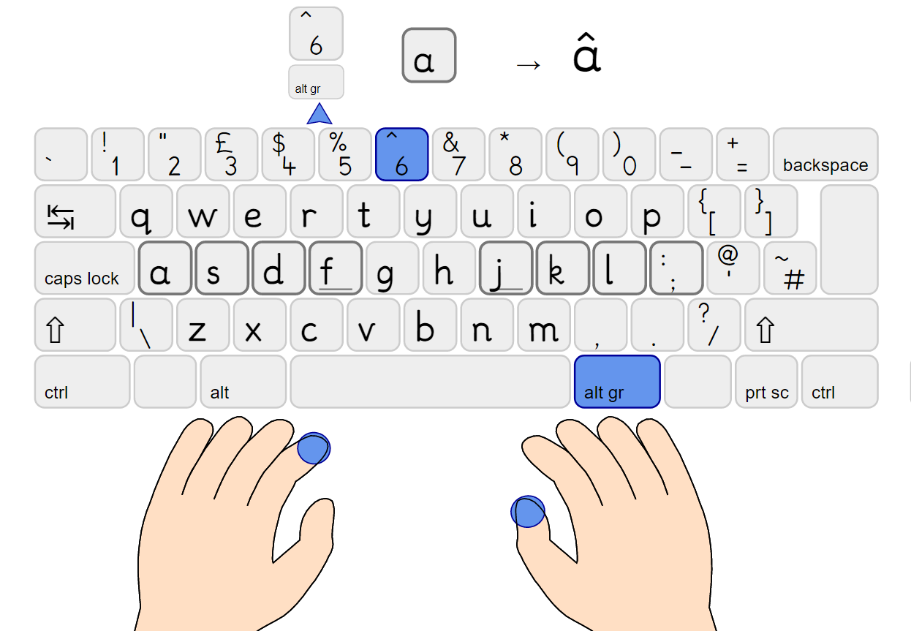 ^
6
alt gr
a → â
` ! 1 " 2 £ 3 $ 4 % 5 ^ 6 & 7 * 8 ( 9 ) 0 _ - + = backspace
q w e r t y u i o p { [ } ]
caps lock a s d f g h j k l : ; @ ' ~ #
| \ z x c v b n m , . ? /
ctrl alt alt gr prt sc ctrl